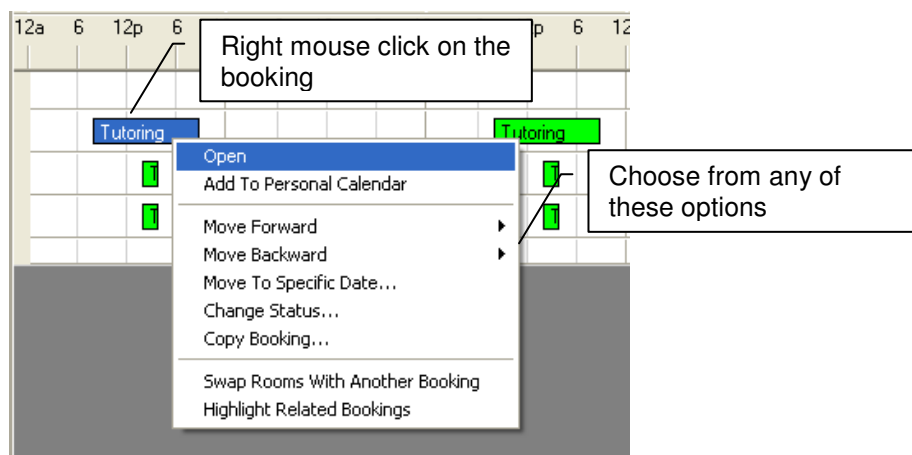 12a 6 12p 6 p 6 12
Right mouse click on the
booking
Tutoring Tutoring
Open
T T
Add To Personal Calendar
Choose from any of
these options
T T
Move Forward
Move Backward
Move To Specific Date...
Change Status...
Copy Booking...
Swap Rooms With Another Booking
Highlight Related Bookings